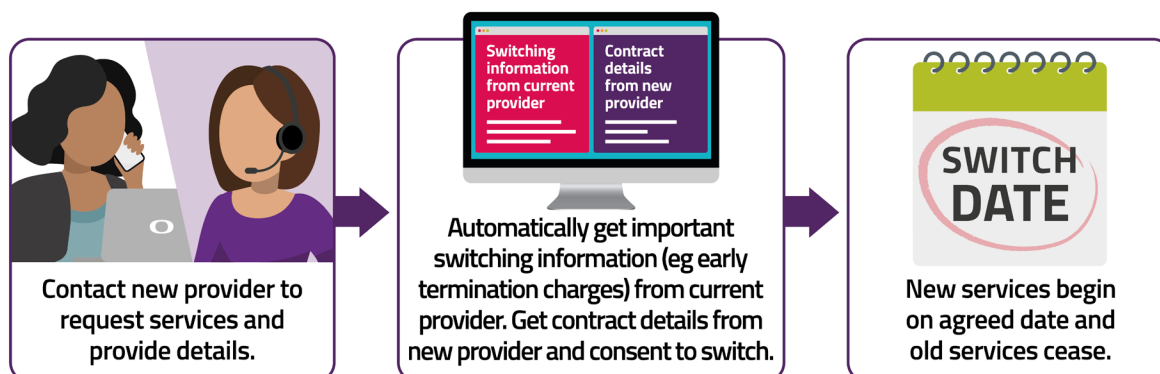 Contact new provider to
request services and
provide details.
Switching
information
from current
provider
Contract
details
from new
provider
Automatically get important
switching information (eg early
termination charges) from current
provider. Get contract details from
new provider and consent to switch.
SWITCH
DATE
New services begin
on agreed date and
old services cease.